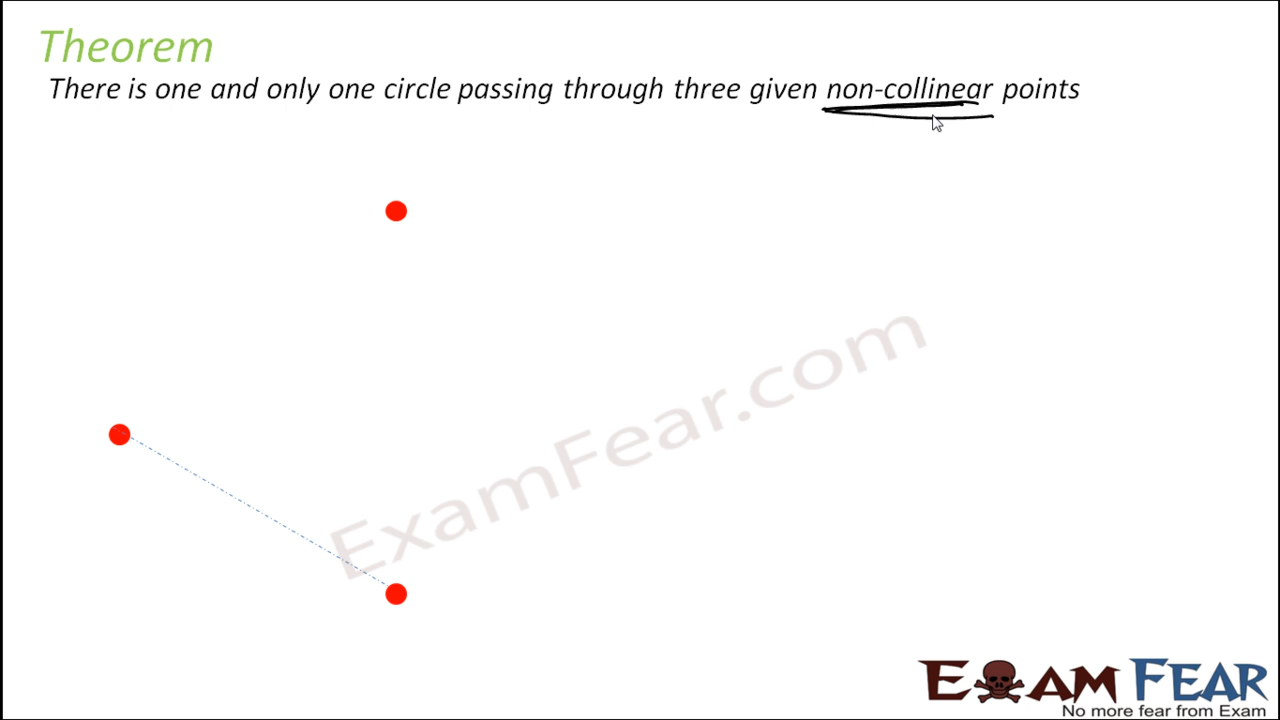 Theorem
There is one and only one circle passing through three given non-collinear points
ExamFear.com
EXAM FEAR
No more fear from Exam